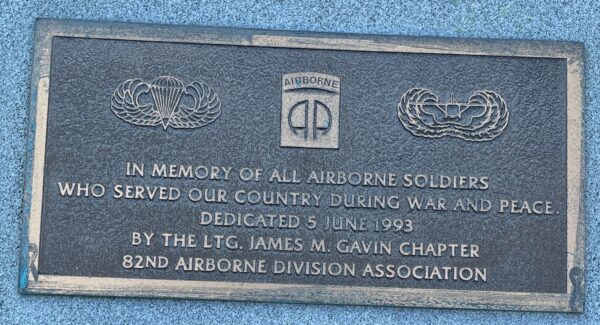 AIRBORNE
AA
IN MEMORY OF ALL AIRBORNE SOLDIERS
WHO SERVED OUR COUNTRY DURING WAR AND PEACE.
DEDICATED 5 JUNE 1993
BY THE LTG. JAMES M. GAVIN CHAPTER
82ND AIRBORNE DIVISION ASSOCIATION